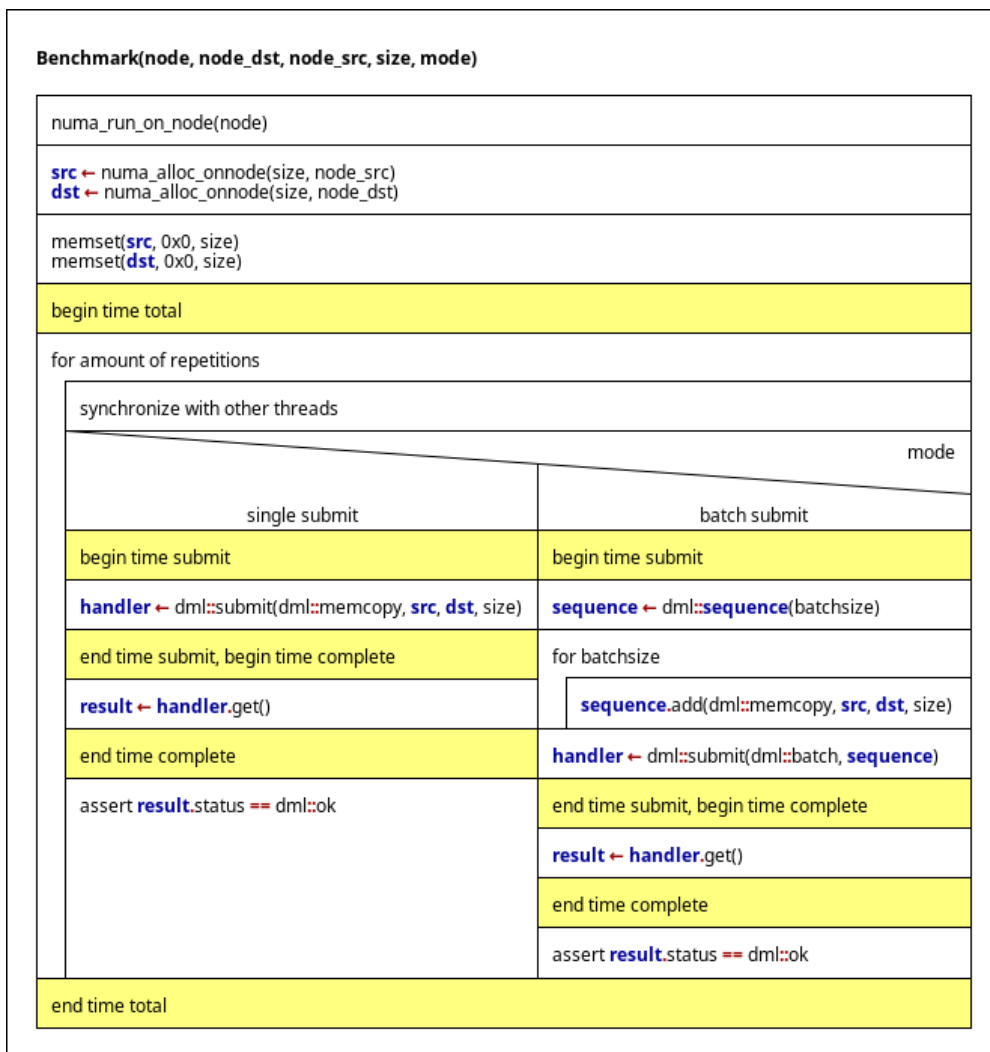 Benchmark(node, node_dst, node_src, size, mode)
numa_run_on_node(node)
src ← numa_alloc_onnode(size, node_src)
dst ← numa_alloc_onnode(size, node_dst)
memset(src, 0x0, size)
memset(dst, 0x0, size)
begin time total
for amount of repetitions
synchronize with other threads
mode
single submit
begin time submit
handler ← dml::submit(dml::memcopy, src, dst, size)
end time submit, begin time complete
result ← handler.get()
end time complete
assert result.status == dml::ok
batch submit
begin time submit
sequence ← dml::sequence(batchsize)
for batchsize
sequence.add(dml::memcopy, src, dst, size)
handler ← dml::submit(dml::batch, sequence)
end time submit, begin time complete
result ← handler.get()
end time complete
assert result.status == dml::ok
end time total